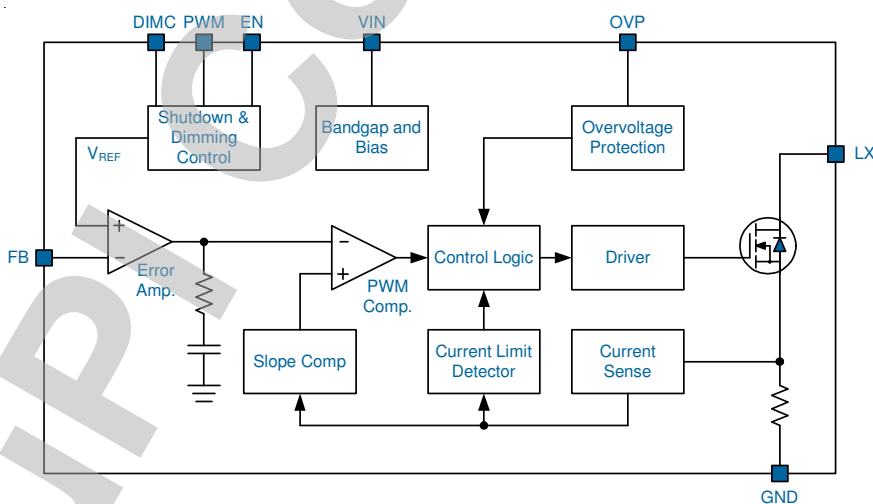 DIMC PWM EN VIN OVP
Shutdown &
Dimming
Control
Bandgap and
Bias
Overvoltage
Protection
VREF
LX
FB
Error
Amp.
PWM
Comp.
Control Logic
Driver
Slope Comp
Current Limit
Detector
Current
Sense
GND